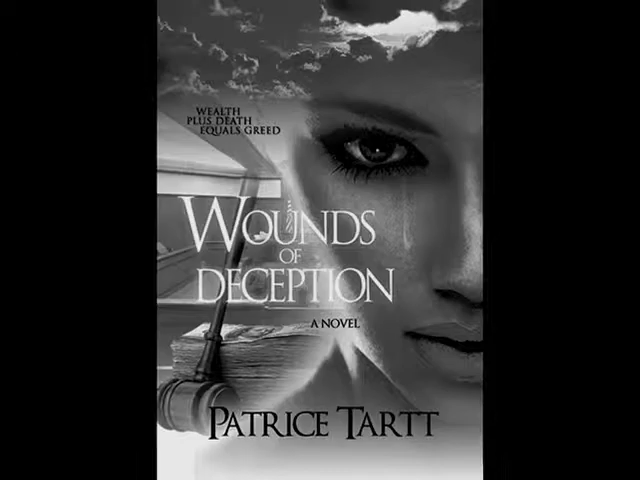 WEALTH
PLUS DEATH
EQUALS GREED
WOUNDS
OF
DECEPTION
A NOVEL
PATRICE TARTT